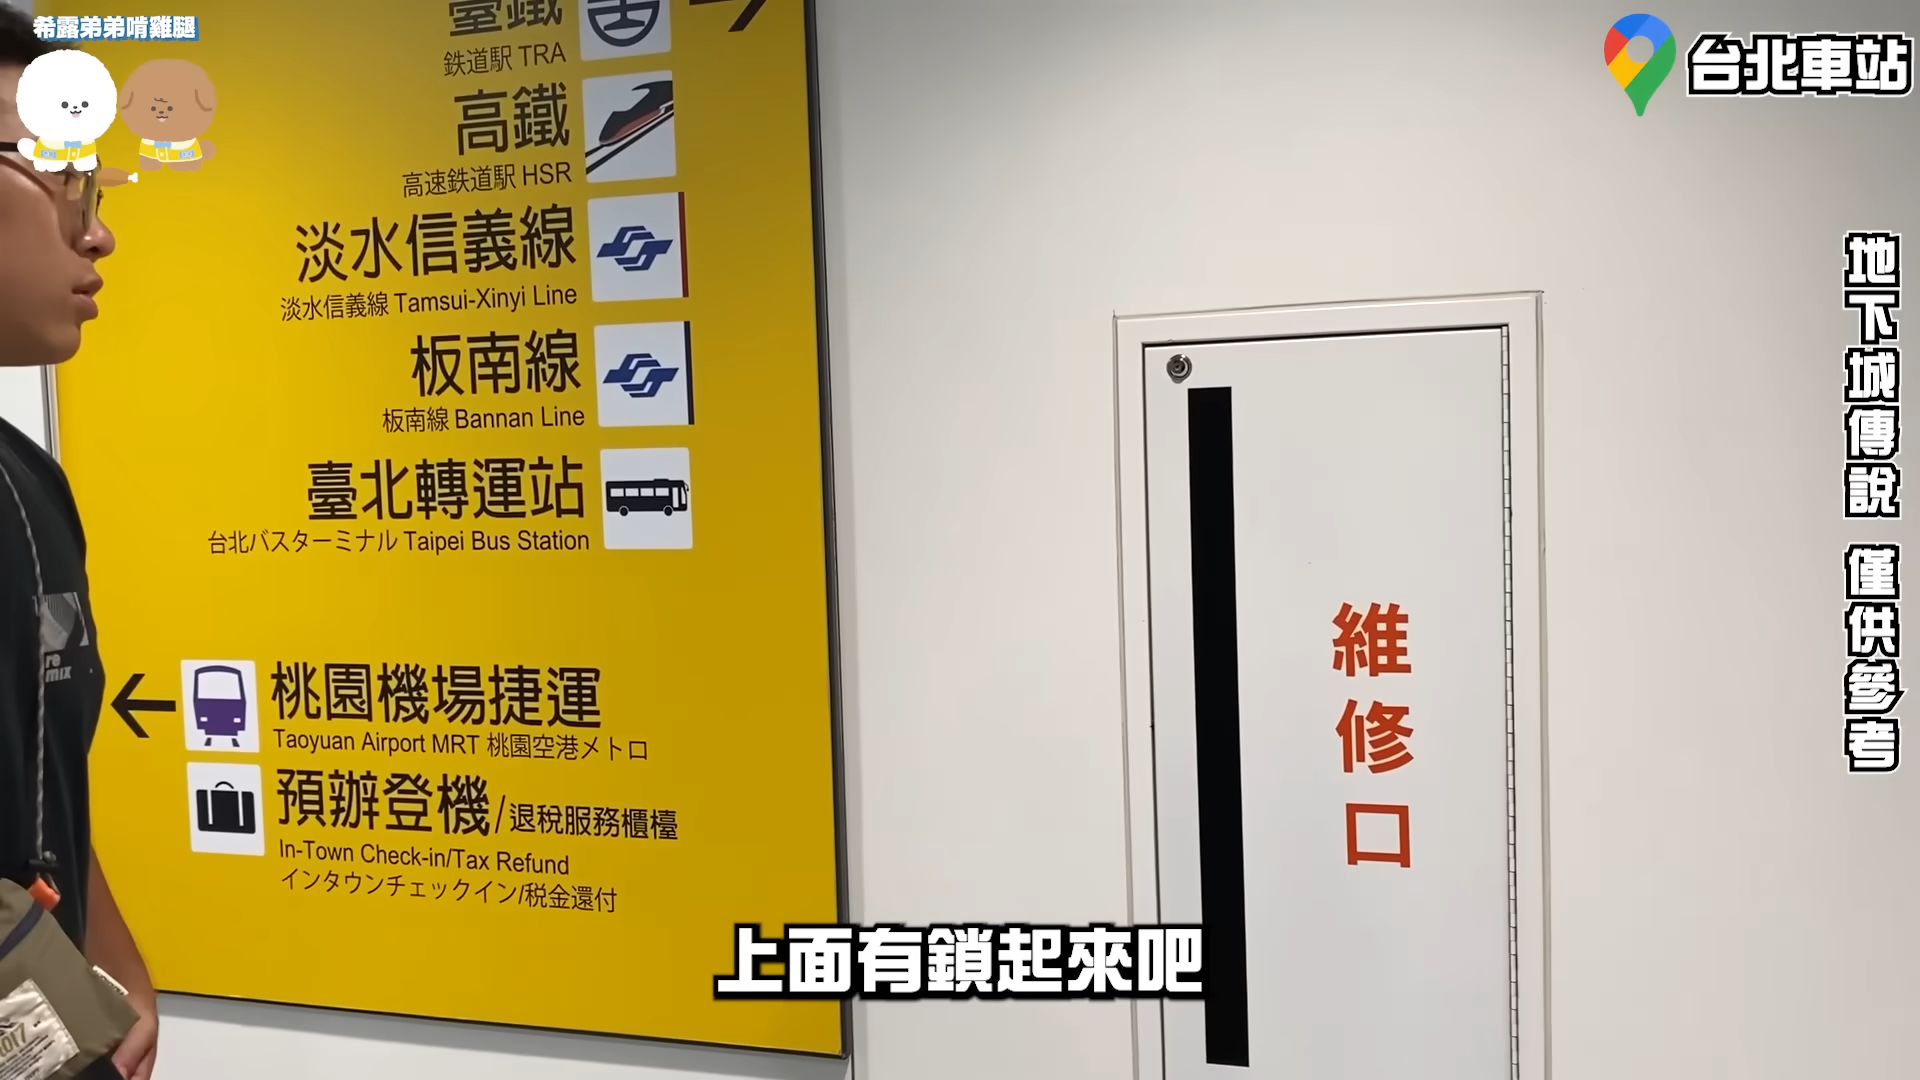 希露弟弟啃雞腿
台北車站
臺鐵
鉄道駅 TRA
高鐵
高速鉄道駅 HSR
淡水信義線
淡水信義線 Tamsui-Xinyi Line
板南線
板南線 Bannan Line
臺北轉運站
台北バスターミナル Taipei Bus Station
桃園機場捷運
Taoyuan Airport MRT 桃園空港メトロ
預辦登機/退稅服務櫃檯
In-Town Check-in/Tax Refund
インタウンチェックイン/税金還付
維修口
地下城傳說 僅供參考
re
mix
上面有鎖起來吧